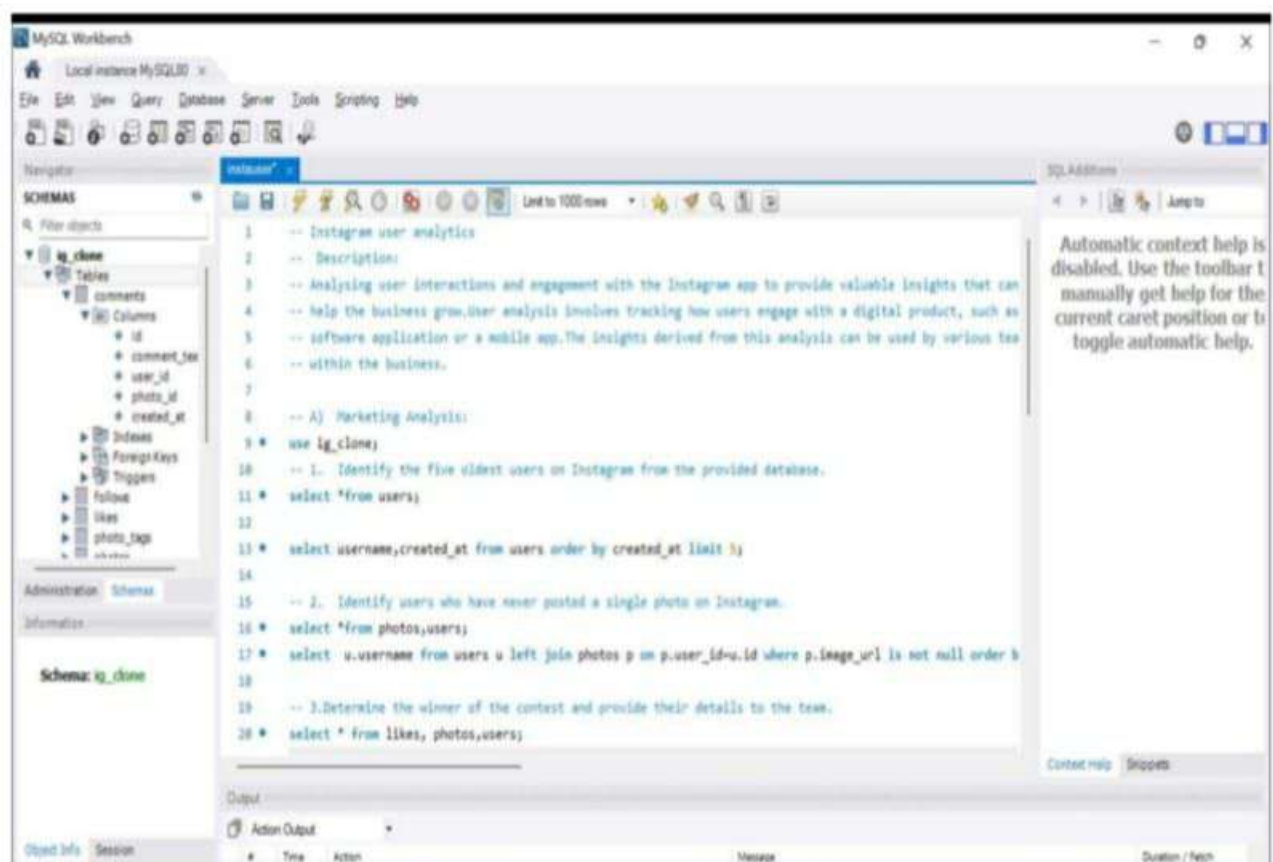 MySQL Workbench
Local instance MySQL80 ×
File Edit View Query Database Server Tools Scripting Help
Navigator
SCHEMAS
Filter objects
ig_clone
Tables
comments
Columns
id
comment_tex
user_id
photo_id
created_at
Indexes
Foreign Keys
Triggers
follows
likes
photo_tags
photos
Administration Schemas
Information
Schema: ig_clone
Object Info Session
instauser* ×
Limit to 1000 rows
1 -- Instagram user analytics
2 -- Description:
3 -- Analysing user interactions and engagement with the Instagram app to provide valuable insights that can
4 -- help the business grow.User analysis involves tracking how users engage with a digital product, such as
5 -- software application or a mobile app.The insights derived from this analysis can be used by various tea
6 -- within the business.
7
8 -- A) Marketing Analysis:
9 use ig_clone;
10 -- 1. Identify the five oldest users on Instagram from the provided database.
11 select *from users;
12
13 select username,created_at from users order by created_at limit 5;
14
15 -- 2. Identify users who have never posted a single photo on Instagram.
16 select *from photos,users;
17 select u.username from users u left join photos p on p.user_id=u.id where p.image_url is not null order b
18
19 -- 3.Determine the winner of the contest and provide their details to the team.
20 select * from likes, photos,users;
SQL Additions
Jump to
Automatic context help is
disabled. Use the toolbar t
manually get help for the
current caret position or to
toggle automatic help.
Context Help Snippets
Output
Action Output
# Time Action Message Duration / Fetch